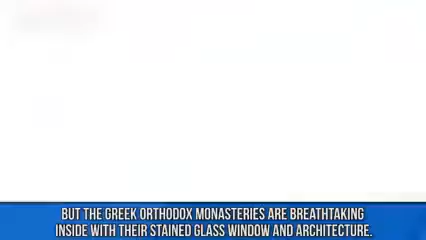 BUT THE GREEK ORTHODOX MONASTERIES ARE BREATHTAKING
INSIDE WITH THEIR STAINED GLASS WINDOW AND ARCHITECTURE.